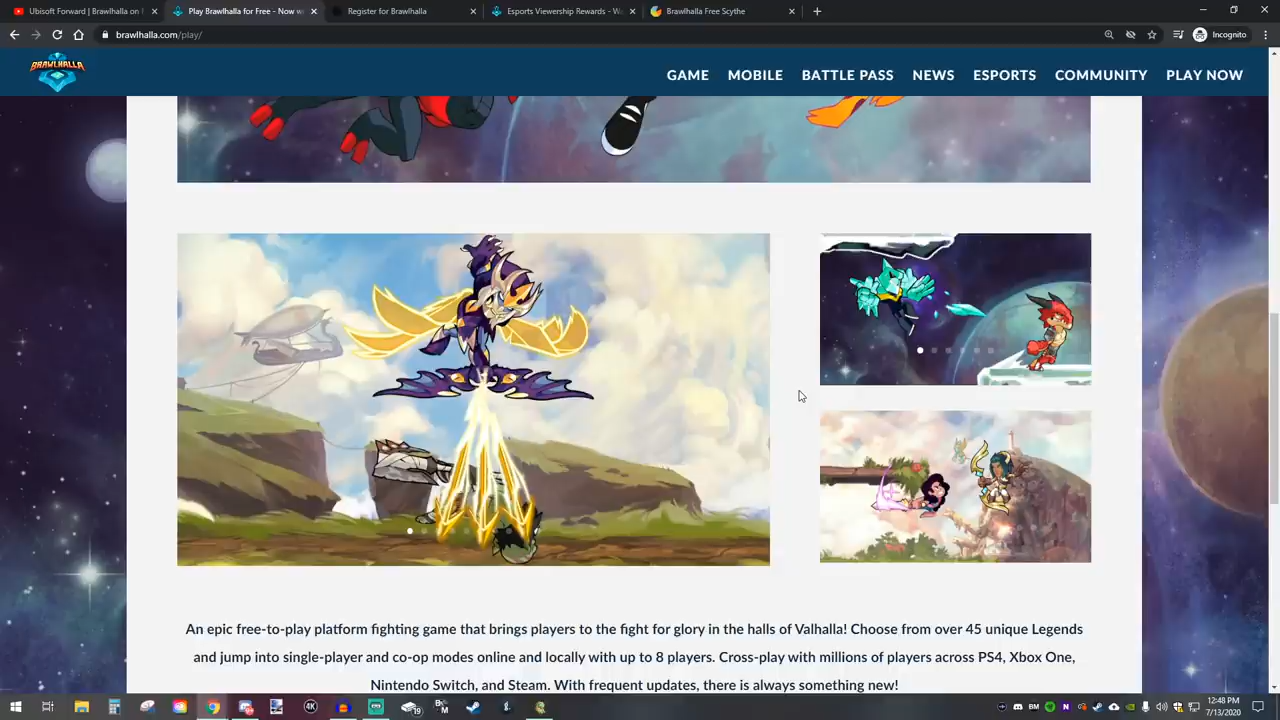 Ubisoft Forward | Brawlhalla on
Play Brawlhalla for Free - Now w
Register for Brawlhalla
Esports Viewership Rewards - W
Brawlhalla Free Scythe
brawlhalla.com/play/
Incognito
BRAWLHALLA
GAME
MOBILE
BATTLE PASS
NEWS
ESPORTS
COMMUNITY
PLAY NOW
An epic free-to-play platform fighting game that brings players to the fight for glory in the halls of Valhalla! Choose from over 45 unique Legends
and jump into single-player and co-op modes online and locally with up to 8 players. Cross-play with millions of players across PS4, Xbox One,
Nintendo Switch, and Steam. With frequent updates, there is always something new!
4K
19
BM
12:48 PM
7/13/2020